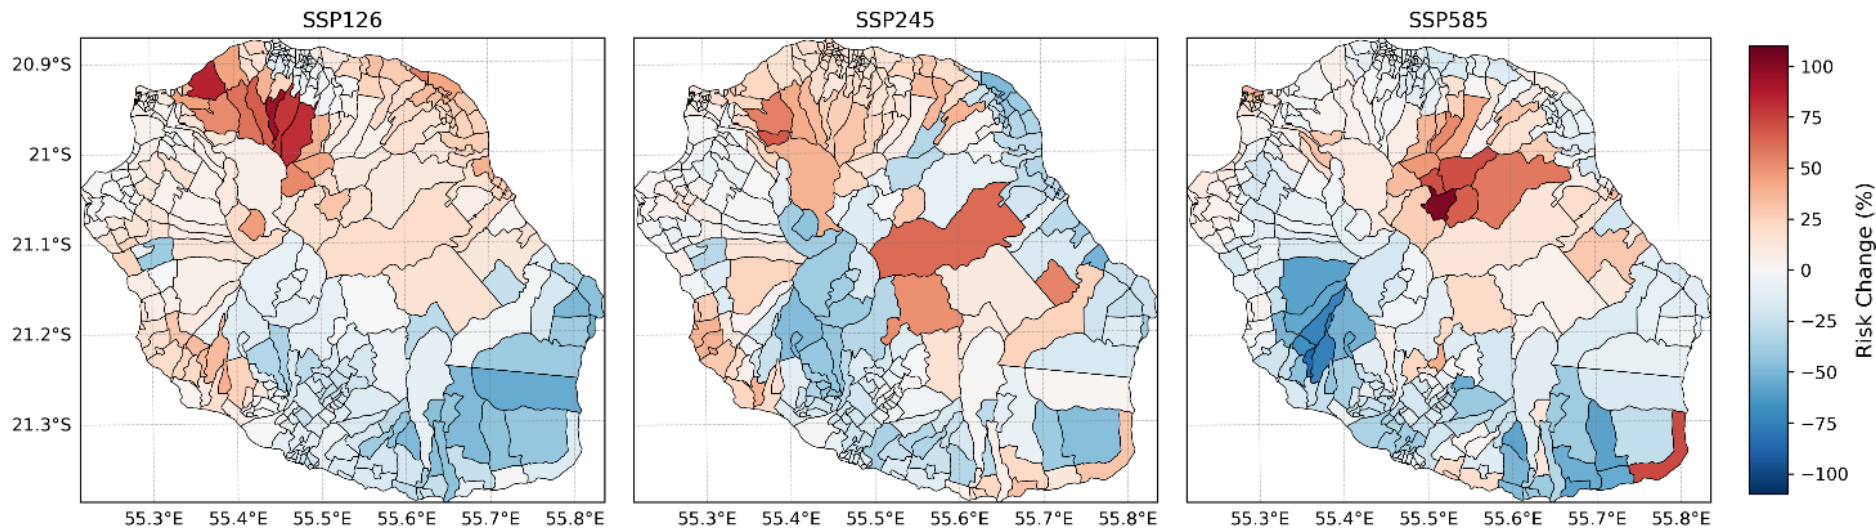 SSP126
SSP245
SSP585
20.9°S
21°S
21.1°S
21.2°S
21.3°S
55.3°E 55.4°E 55.5°E 55.6°E 55.7°E 55.8°E
55.3°E 55.4°E 55.5°E 55.6°E 55.7°E 55.8°E
55.3°E 55.4°E 55.5°E 55.6°E 55.7°E 55.8°E
100
75
50
25
0
−25
−50
−75
−100
Risk Change (%)